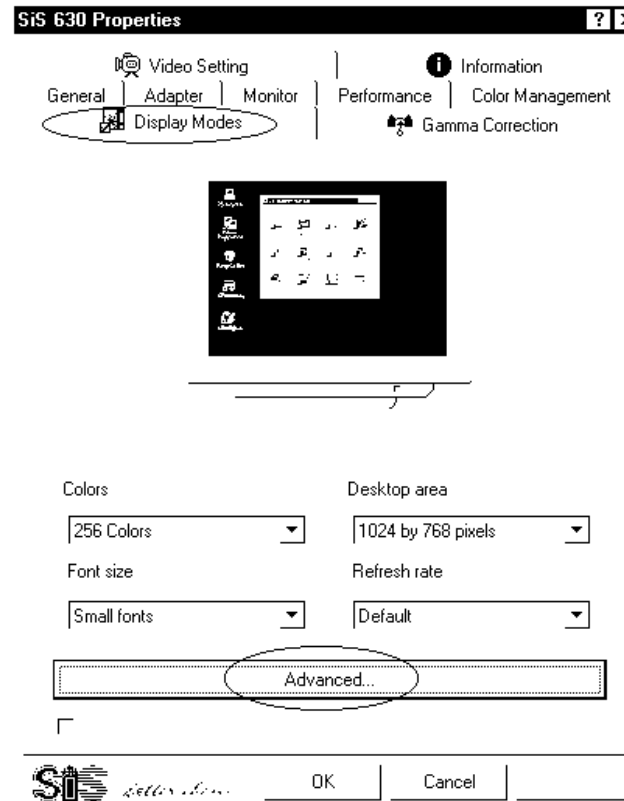 SiS 630 Properties ?
Video Setting Information
General Adapter Monitor Performance Color Management
Display Modes Gamma Correction
Colors Desktop area
256 Colors 1024 by 768 pixels
Font size Refresh rate
Small fonts Default
Advanced...
SiS OK Cancel